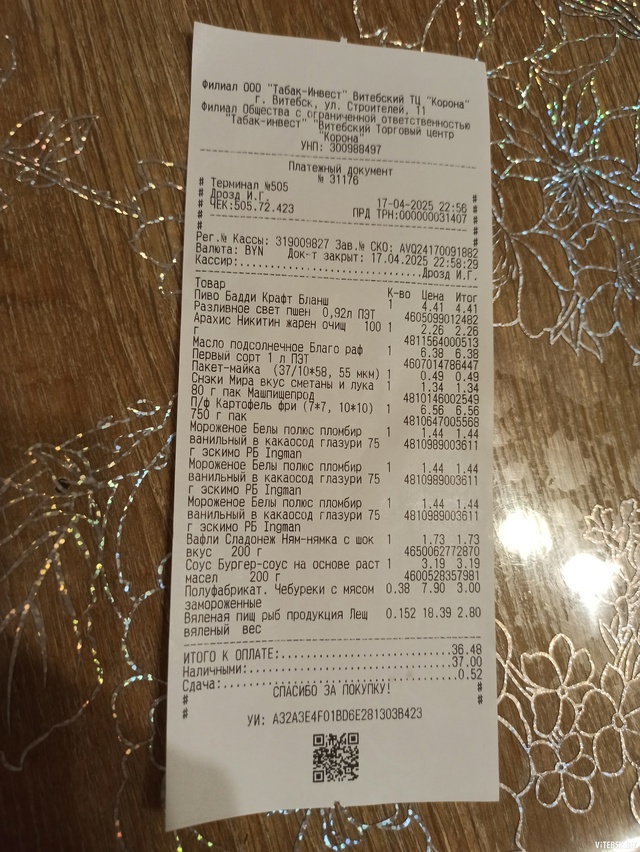 Филиал ООО "Табак-Инвест" Витебский ТЦ "Корона"
г. Витебск, ул. Строителей, 11
Филиал Общества с ограниченной ответственностью
"Табак-инвест" "Витебский Торговый центр
"Корона"
УНП: 300988497
Платежный документ
№ 31176
# Терминал №505 17-04-2025 22:56 #
# Дрозд И.Г. ПРД ТРН:000000031407 #
# ЧЕК:505.72.423 #
Рег.№ Кассы: 319009827 Зав.№ СКО: AVQ24170091882
Валюта: BYN Док-т закрыт: 17.04.2025 22:58:29
Кассир:..............................Дрозд И.Г.
Товар К-во Цена Итог
Пиво Бадди Крафт Бланш 1 4.41 4.41
Разливное свет пшен 0,92л ПЭТ 4605099012482
Арахис Никитин жарен очищ 100 1 2.26 2.26
г 4811564000513
Масло подсолнечное Благо раф 1 6.38 6.38
Первый сорт 1 л ПЭТ 4607014786447
Пакет-майка (37/10*58, 55 мкм) 1 0.49 0.49
Снэки Мира вкус сметаны и лука 1 1.34 1.34
80 г пак Машпищепрод 4810146002549
П/ф Картофель фри (7*7, 10*10) 1 6.56 6.56
750 г пак 4810647005568
Мороженое Белы полюс пломбир 1 1.44 1.44
ванильный в какаосод глазури 75 4810989003611
г эскимо РБ Ingman
Мороженое Белы полюс пломбир 1 1.44 1.44
ванильный в какаосод глазури 75 4810989003611
г эскимо РБ Ingman
Мороженое Белы полюс пломбир 1 1.44 1.44
ванильный в какаосод глазури 75 4810989003611
г эскимо РБ Ingman
Вафли Сладонеж Ням-нямка с шок 1 1.73 1.73
вкус 200 г 4650062772870
Соус Бургер-соус на основе раст 1 3.19 3.19
масел 200 г 4600528357981
Полуфабрикат. Чебуреки с мясом 0.38 7.90 3.00
замороженные
Вяленая пищ рыб продукция Лещ 0.152 18.39 2.80
вяленый вес
ИТОГО К ОПЛАТЕ:.........................36.48
Наличными:..............................37.00
Сдача:..................................0.52
# СПАСИБО ЗА ПОКУПКУ! #
# #
УИ: A32A3E4F01BD6E281303B423